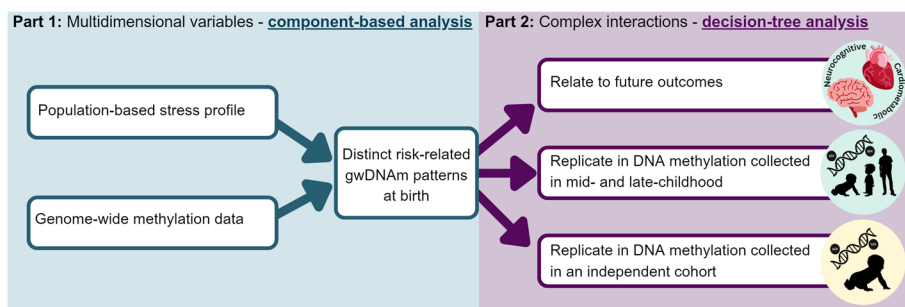 Part 1: Multidimensional variables - component-based analysis
Part 2: Complex interactions - decision-tree analysis
Population-based stress profile
Genome-wide methylation data
Distinct risk-related
gwDNAm patterns
at birth
Relate to future outcomes
Neurocognitive
Cardiometabolic
Replicate in DNA methylation collected
in mid- and late-childhood
Replicate in DNA methylation collected
in an independent cohort